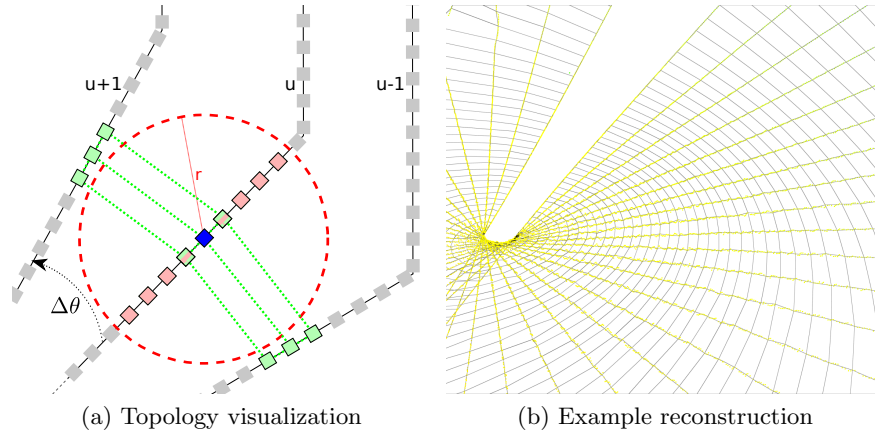 u+1
u
u-1
r
Δθ
(a) Topology visualization
(b) Example reconstruction